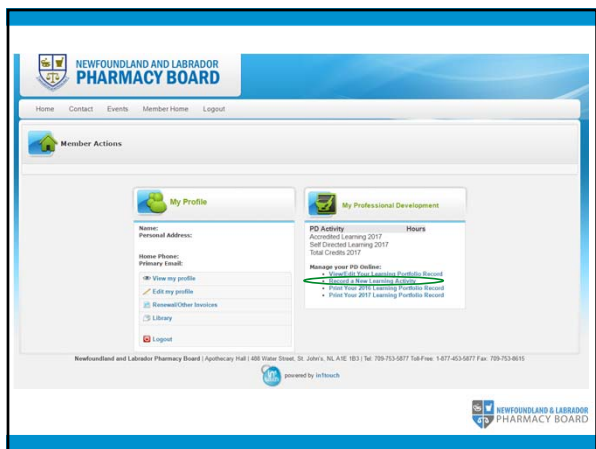 NEWFOUNDLAND AND LABRADOR
PHARMACY BOARD
Home Contact Events Member Home Logout
Member Actions
My Profile
Name:
Personal Address:
Home Phone:
Primary Email:
View my profile
Edit my profile
Renewal/Other Invoices
Library
Logout
My Professional Development
PD Activity Hours
Accredited Learning 2017
Self Directed Learning 2017
Total Credits 2017
Manage your PD Online:
View/Edit Your Learning Portfolio Record
Record a New Learning Activity
Print Your 2016 Learning Portfolio Record
Print Your 2017 Learning Portfolio Record
Newfoundland and Labrador Pharmacy Board | Apothecary Hall | 488 Water Street, St. John's, NL A1E 1B3 | Tel: 709-753-5877 Toll-Free: 1-877-453-5877 Fax: 709-753-8615
powered by intouch
NEWFOUNDLAND & LABRADOR
PHARMACY BOARD